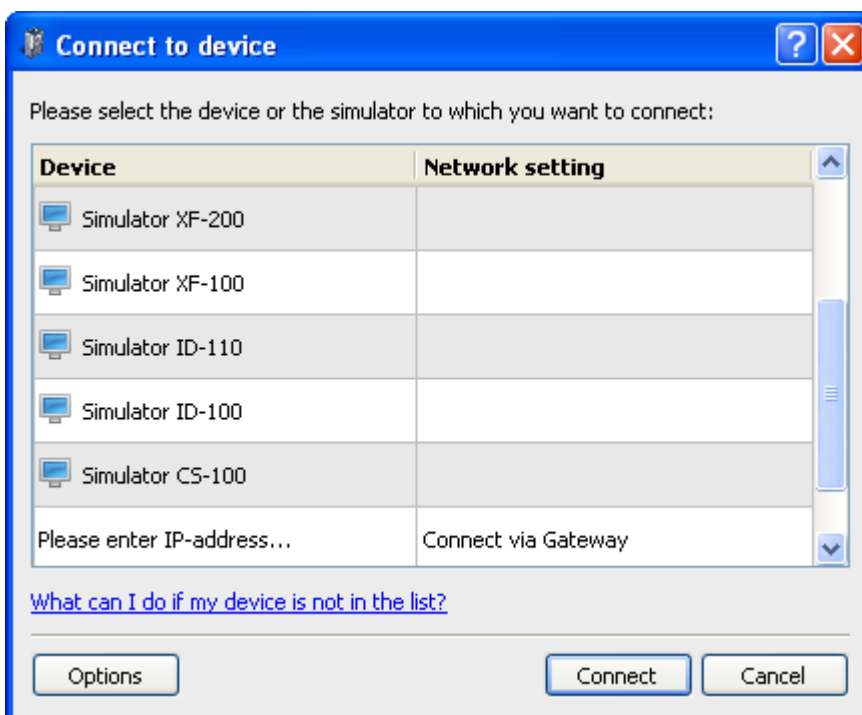 Connect to device
Please select the device or the simulator to which you want to connect:
Device Network setting
Simulator XF-200
Simulator XF-100
Simulator ID-110
Simulator ID-100
Simulator CS-100
Please enter IP-address... Connect via Gateway
What can I do if my device is not in the list?
Options Connect Cancel